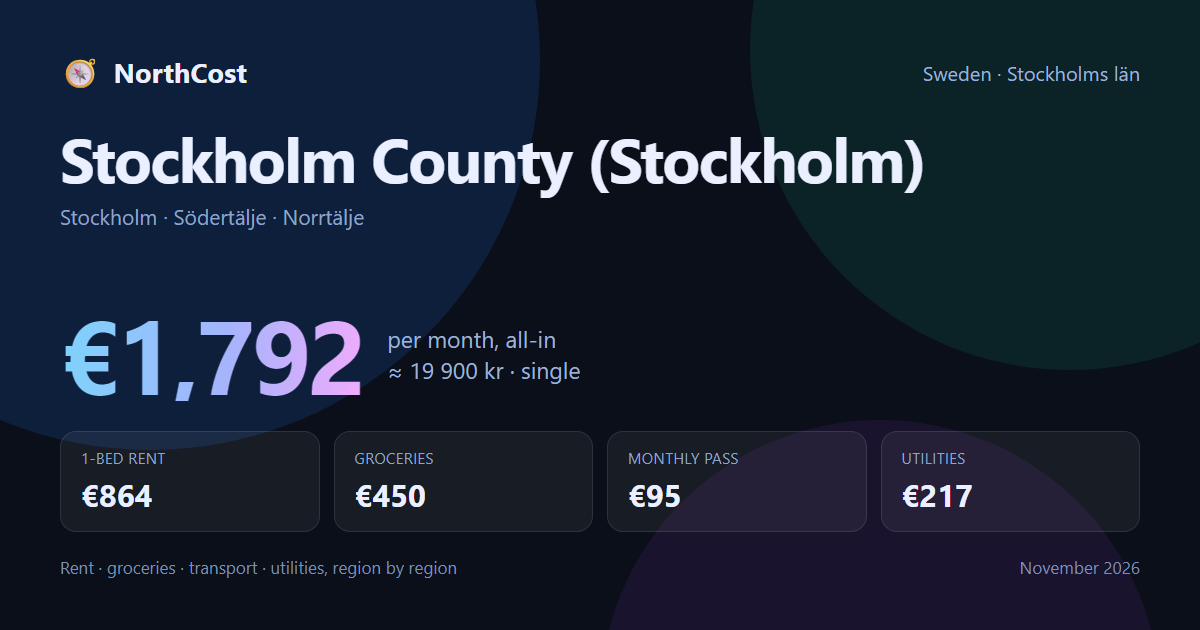 NorthCost
Sweden · Stockholms län
Stockholm County (Stockholm)
Stockholm · Södertälje · Norrtälje
€1,792
per month, all-in
≈ 19 900 kr · single
1-BED RENT
€864
GROCERIES
€450
MONTHLY PASS
€95
UTILITIES
€217
Rent · groceries · transport · utilities, region by region
November 2026